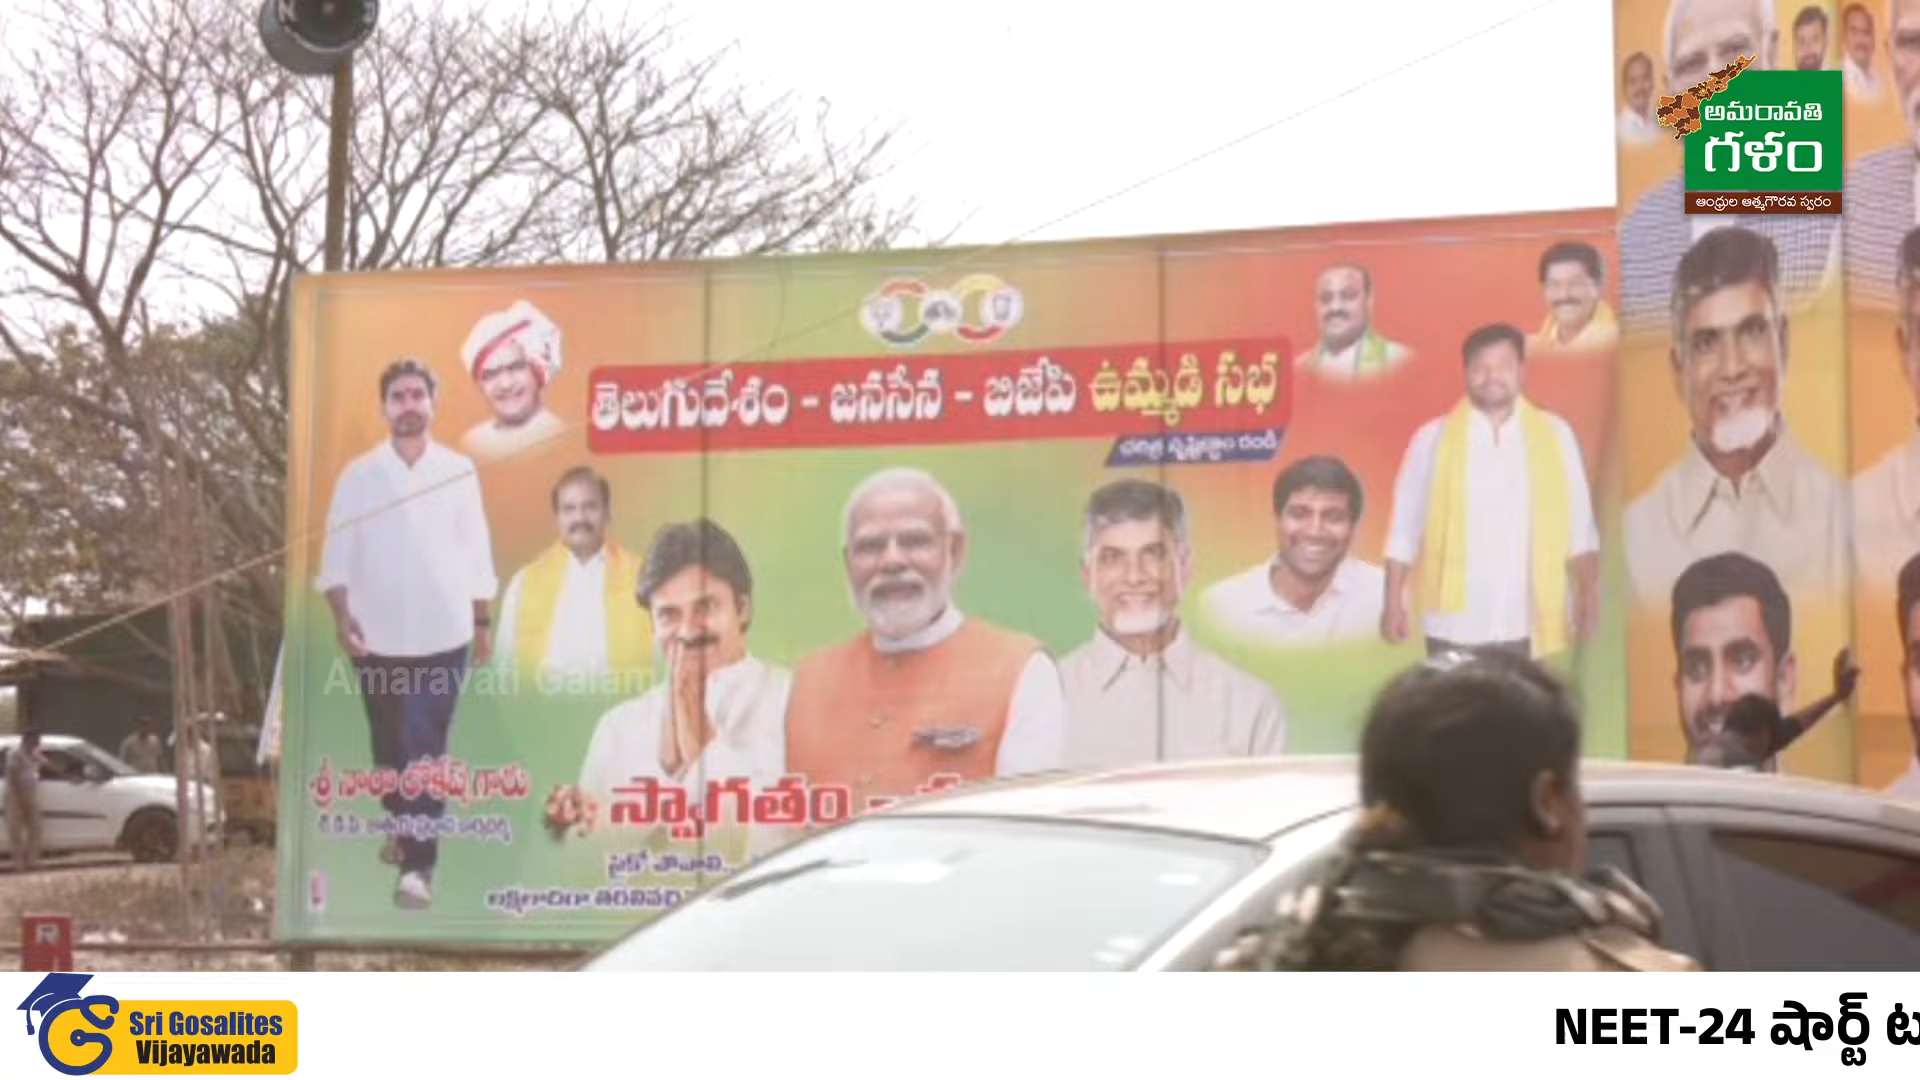 అమరావతి
గళం
ఆంధ్రుల ఆత్మగౌరవ స్వరం
తెలుగుదేశం - జనసేన - బిజేపి ఉమ్మడి సభ
చరిత్ర సృష్టిద్దాం రండి
Amaravati Galam
శ్రీ నారా లోకేష్ గారు
స్వాగతం
సైకో పోవాలి..
R
Sri Gosalites
Vijayawada
NEET-24 షార్ట్ ట